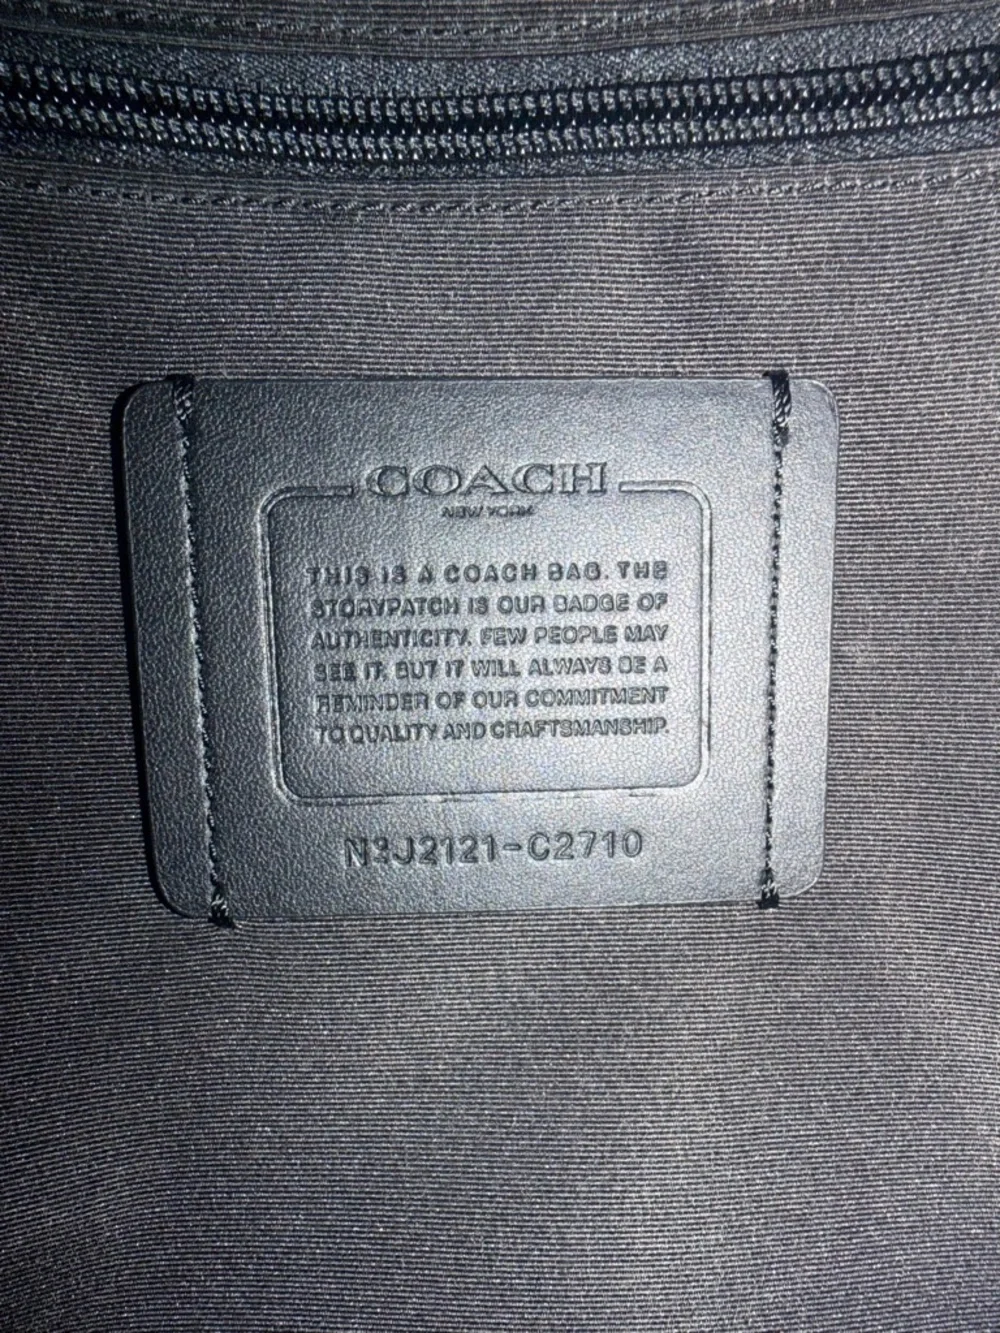 COACH
NEW YORK
THIS IS A COACH BAG. THE
STORYPATCH IS OUR BADGE OF
AUTHENTICITY. FEW PEOPLE MAY
SEE IT. BUT IT WILL ALWAYS BE A
REMINDER OF OUR COMMITMENT
TO QUALITY AND CRAFTSMANSHIP.
Nº J2121-C2710